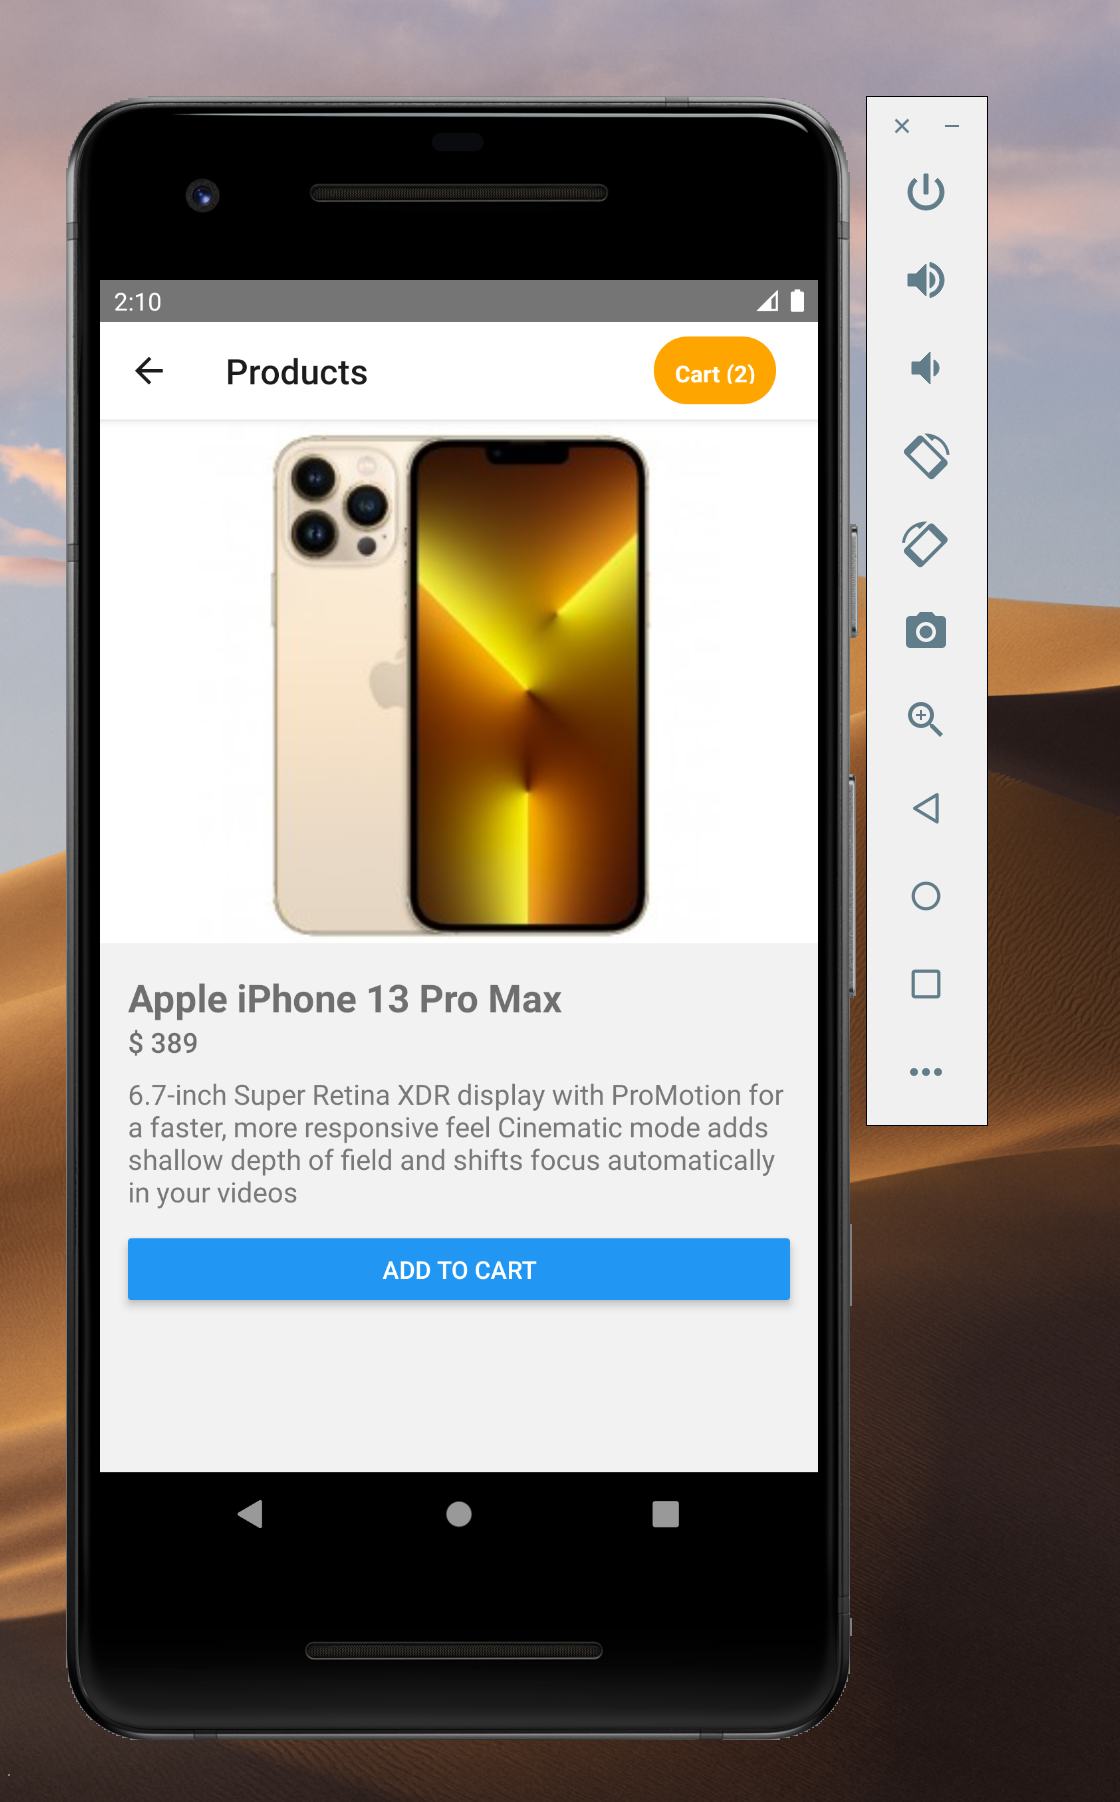 2:10
Products
Cart (2)
Apple iPhone 13 Pro Max
$ 389
6.7-inch Super Retina XDR display with ProMotion for
a faster, more responsive feel Cinematic mode adds
shallow depth of field and shifts focus automatically
in your videos
ADD TO CART